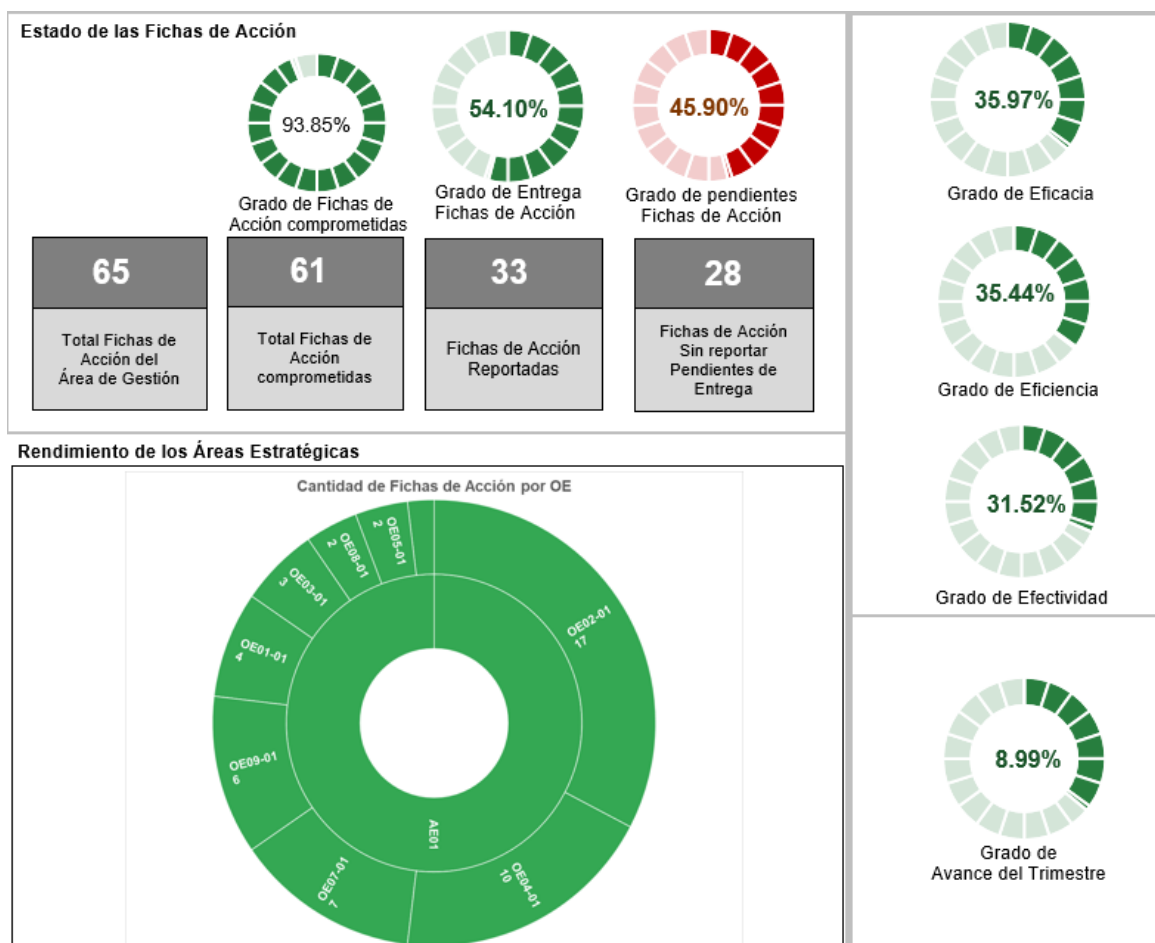 Estado de las Fichas de Acción
93.85%
Grado de Fichas de
Acción comprometidas
54.10%
Grado de Entrega
Fichas de Acción
45.90%
Grado de pendientes
Fichas de Acción
65
Total Fichas de
Acción del
Área de Gestión
61
Total Fichas de
Acción
comprometidas
33
Fichas de Acción
Reportadas
28
Fichas de Acción
Sin reportar
Pendientes de
Entrega
35.97%
Grado de Eficacia
35.44%
Grado de Eficiencia
31.52%
Grado de Efectividad
8.99%
Grado de
Avance del Trimestre
Rendimiento de los Áreas Estratégicas
Cantidad de Fichas de Acción por OE
OE02-01
17
OE04-01
10
OE07-01
7
OE09-01
6
OE01-01
4
OE03-01
3
OE08-01
2
OE05-01
2
AE01